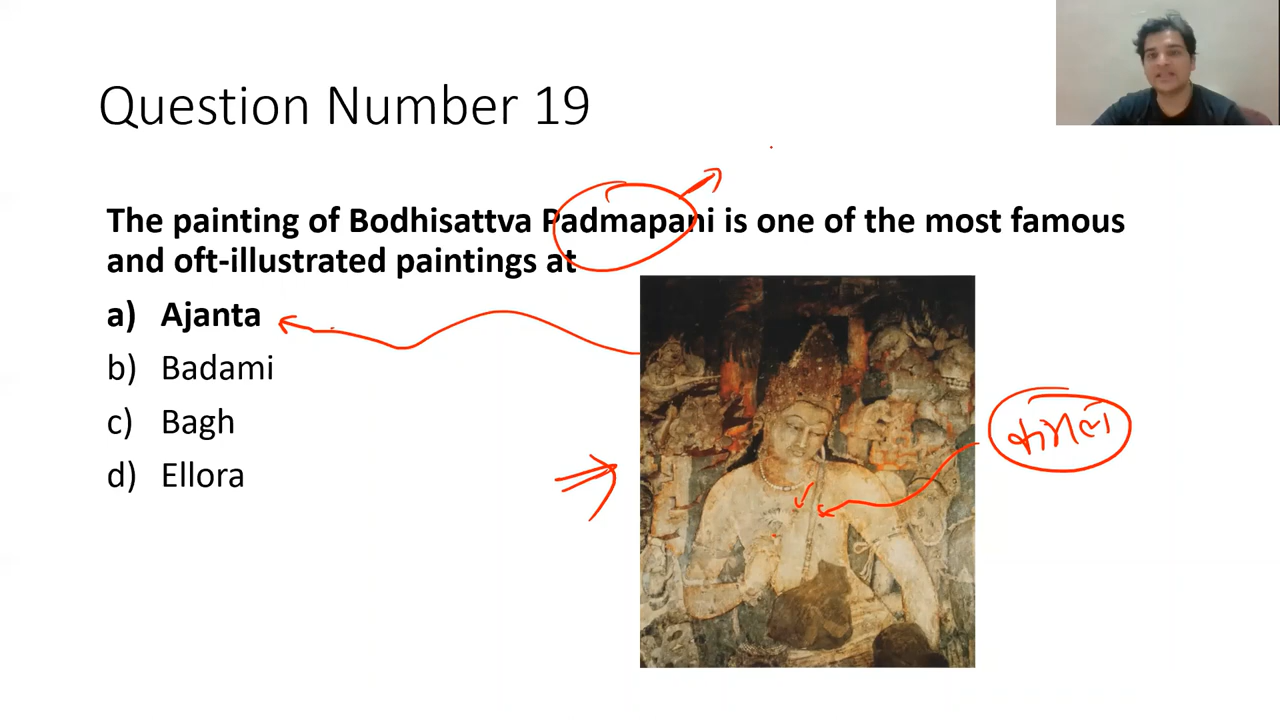 Question Number 19
The painting of Bodhisattva Padmapani is one of the most famous
and oft-illustrated paintings at
a) Ajanta
b) Badami
c) Bagh
d) Ellora